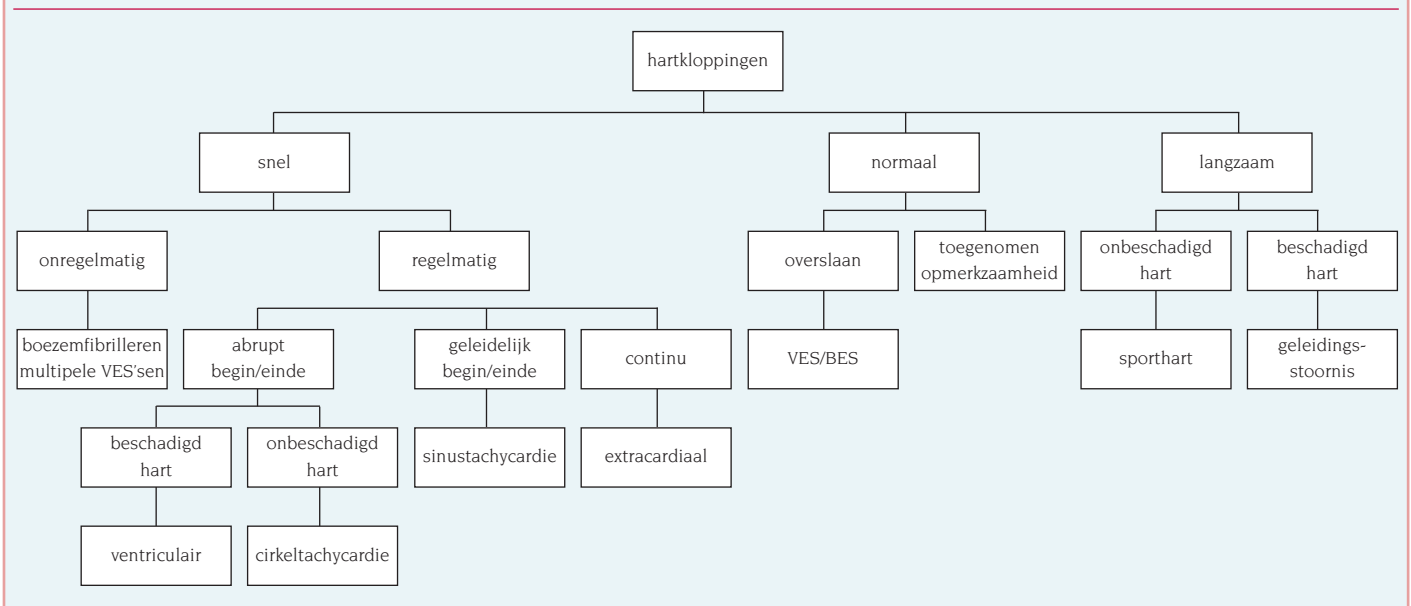 hartkloppingen
snel
normaal
langzaam
onregelmatig
regelmatig
overslaan
toegenomen
opmerkzaamheid
onbeschadigd
hart
beschadigd
hart
boezemfibrilleren
multipele VES'sen
abrupt
begin/einde
geleidelijk
begin/einde
continu
VES/BES
sporthart
geleidings-
stoornis
beschadigd
hart
onbeschadigd
hart
sinustachycardie
extracardiaal
ventriculair
cirkeltachycardie